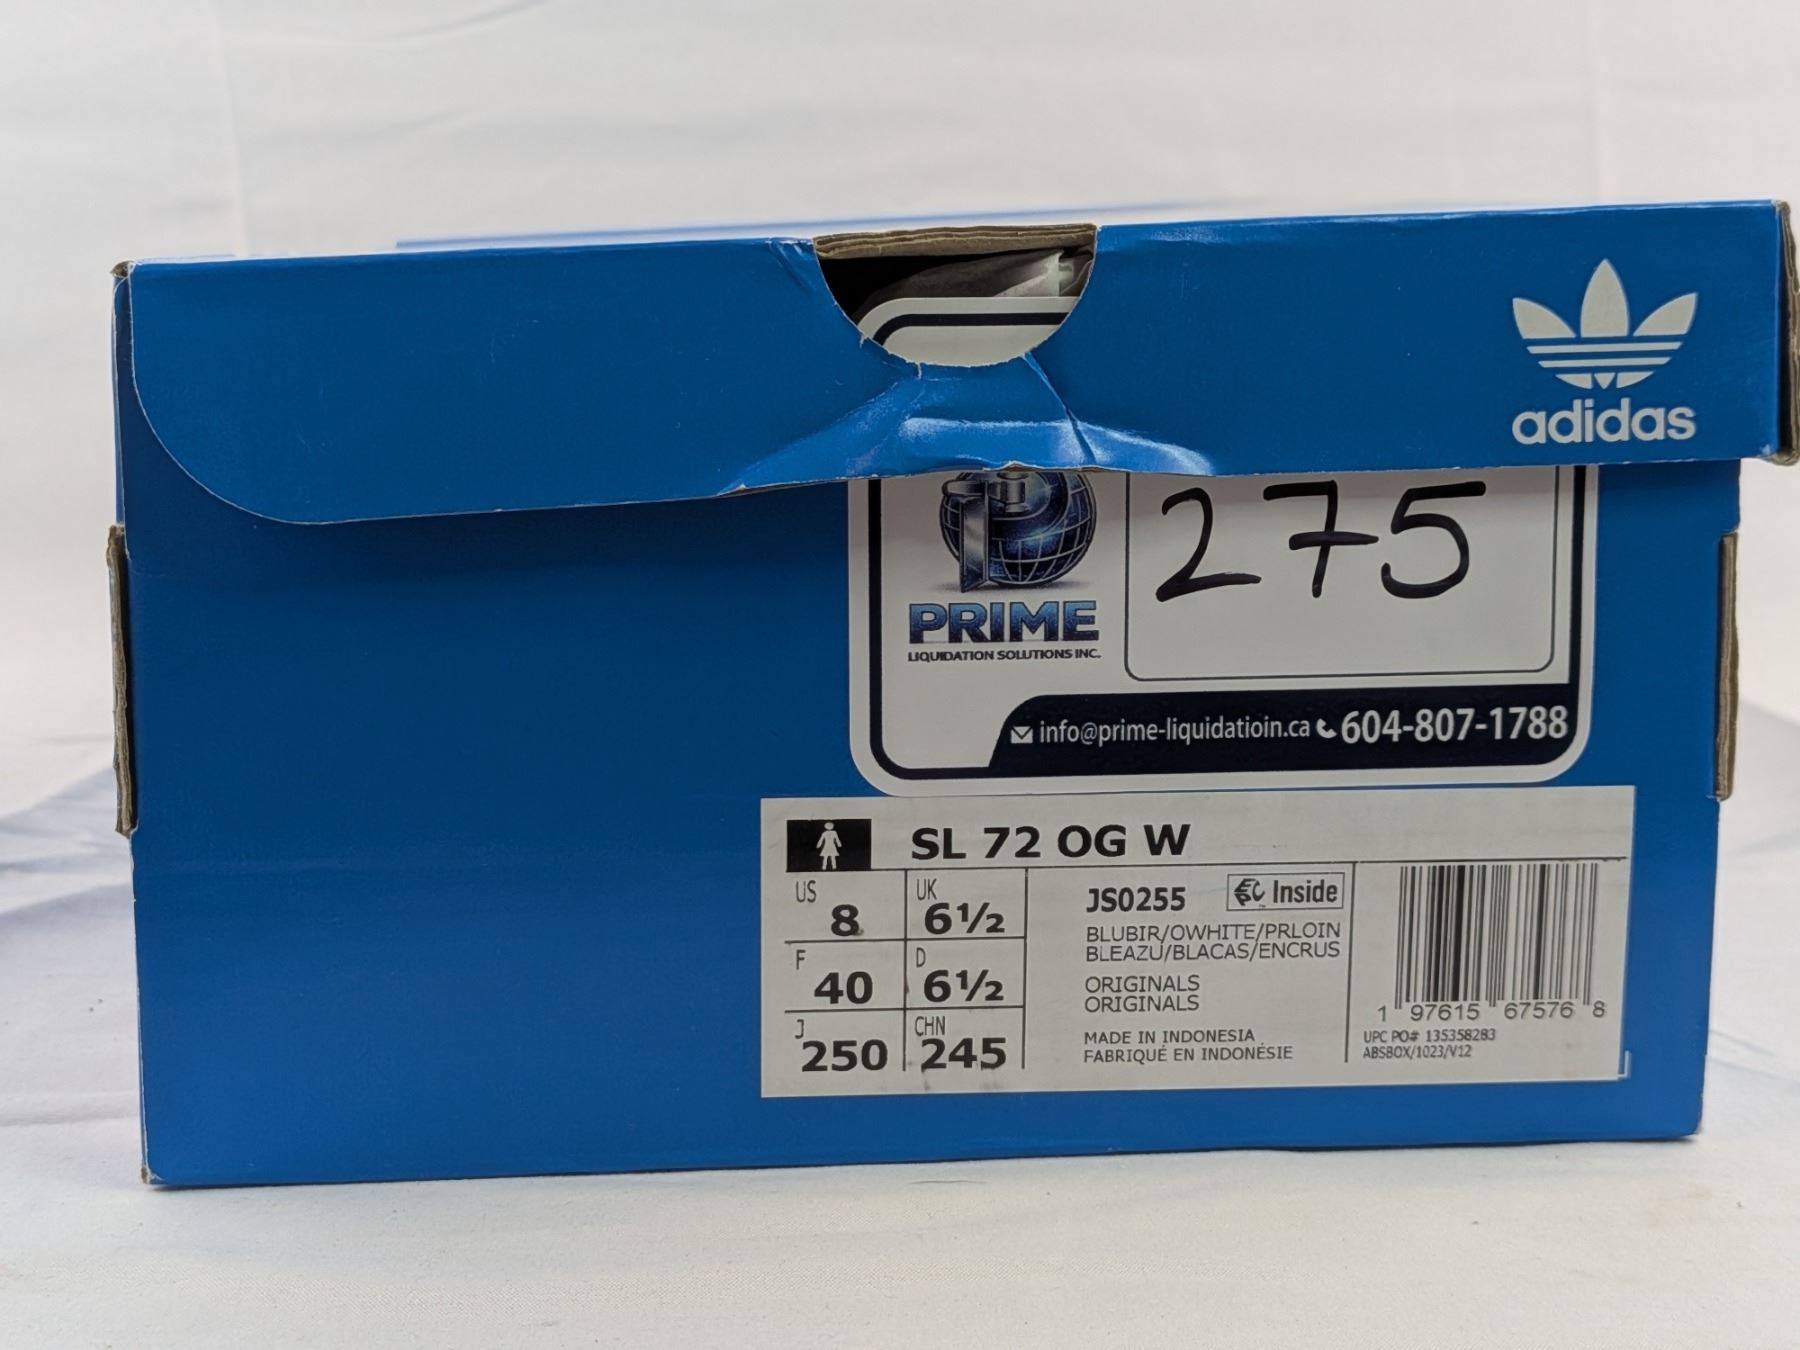 adidas
275
PRIME
LIQUIDATION SOLUTIONS INC.
info@prime-liquidatioin.ca 604-807-1788
SL 72 OG W
US 8 UK 6½
F 40 D 6½
J 250 CHN 245
JS0255 Inside
BLUBIR/OWHITE/PRLOIN
BLEAZU/BLACAS/ENCRUS
ORIGINALS
ORIGINALS
MADE IN INDONESIA
FABRIQUÉ EN INDONÉSIE
1 97615 67576 8
UPC PO# 135358283
ABSBOX/1023/V12